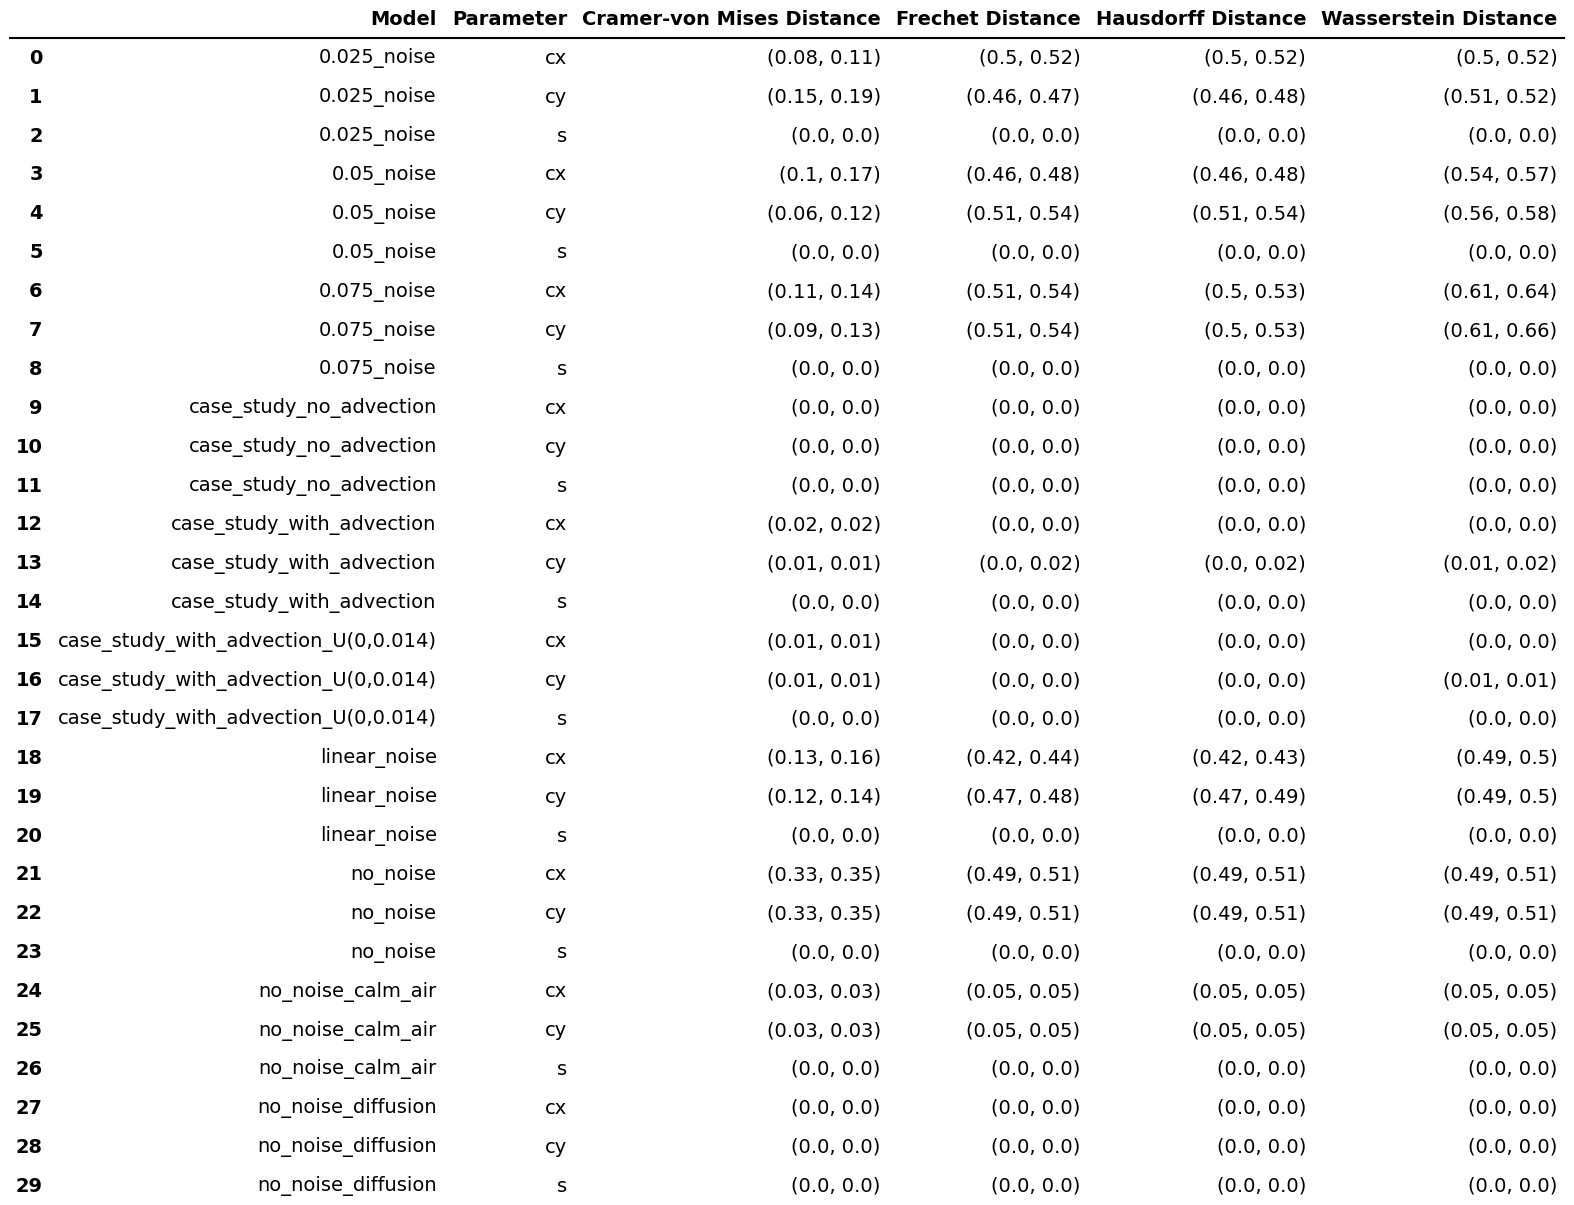 Model Parameter Cramer-von Mises Distance Frechet Distance Hausdorff Distance Wasserstein Distance
0 0.025_noise cx (0.08, 0.11) (0.5, 0.52) (0.5, 0.52) (0.5, 0.52)
1 0.025_noise cy (0.15, 0.19) (0.46, 0.47) (0.46, 0.48) (0.51, 0.52)
2 0.025_noise s (0.0, 0.0) (0.0, 0.0) (0.0, 0.0) (0.0, 0.0)
3 0.05_noise cx (0.1, 0.17) (0.46, 0.48) (0.46, 0.48) (0.54, 0.57)
4 0.05_noise cy (0.06, 0.12) (0.51, 0.54) (0.51, 0.54) (0.56, 0.58)
5 0.05_noise s (0.0, 0.0) (0.0, 0.0) (0.0, 0.0) (0.0, 0.0)
6 0.075_noise cx (0.11, 0.14) (0.51, 0.54) (0.5, 0.53) (0.61, 0.64)
7 0.075_noise cy (0.09, 0.13) (0.51, 0.54) (0.5, 0.53) (0.61, 0.66)
8 0.075_noise s (0.0, 0.0) (0.0, 0.0) (0.0, 0.0) (0.0, 0.0)
9 case_study_no_advection cx (0.0, 0.0) (0.0, 0.0) (0.0, 0.0) (0.0, 0.0)
10 case_study_no_advection cy (0.0, 0.0) (0.0, 0.0) (0.0, 0.0) (0.0, 0.0)
11 case_study_no_advection s (0.0, 0.0) (0.0, 0.0) (0.0, 0.0) (0.0, 0.0)
12 case_study_with_advection cx (0.02, 0.02) (0.0, 0.0) (0.0, 0.0) (0.0, 0.0)
13 case_study_with_advection cy (0.01, 0.01) (0.0, 0.02) (0.0, 0.02) (0.01, 0.02)
14 case_study_with_advection s (0.0, 0.0) (0.0, 0.0) (0.0, 0.0) (0.0, 0.0)
15 case_study_with_advection_U(0,0.014) cx (0.01, 0.01) (0.0, 0.0) (0.0, 0.0) (0.0, 0.0)
16 case_study_with_advection_U(0,0.014) cy (0.01, 0.01) (0.0, 0.0) (0.0, 0.0) (0.01, 0.01)
17 case_study_with_advection_U(0,0.014) s (0.0, 0.0) (0.0, 0.0) (0.0, 0.0) (0.0, 0.0)
18 linear_noise cx (0.13, 0.16) (0.42, 0.44) (0.42, 0.43) (0.49, 0.5)
19 linear_noise cy (0.12, 0.14) (0.47, 0.48) (0.47, 0.49) (0.49, 0.5)
20 linear_noise s (0.0, 0.0) (0.0, 0.0) (0.0, 0.0) (0.0, 0.0)
21 no_noise cx (0.33, 0.35) (0.49, 0.51) (0.49, 0.51) (0.49, 0.51)
22 no_noise cy (0.33, 0.35) (0.49, 0.51) (0.49, 0.51) (0.49, 0.51)
23 no_noise s (0.0, 0.0) (0.0, 0.0) (0.0, 0.0) (0.0, 0.0)
24 no_noise_calm_air cx (0.03, 0.03) (0.05, 0.05) (0.05, 0.05) (0.05, 0.05)
25 no_noise_calm_air cy (0.03, 0.03) (0.05, 0.05) (0.05, 0.05) (0.05, 0.05)
26 no_noise_calm_air s (0.0, 0.0) (0.0, 0.0) (0.0, 0.0) (0.0, 0.0)
27 no_noise_diffusion cx (0.0, 0.0) (0.0, 0.0) (0.0, 0.0) (0.0, 0.0)
28 no_noise_diffusion cy (0.0, 0.0) (0.0, 0.0) (0.0, 0.0) (0.0, 0.0)
29 no_noise_diffusion s (0.0, 0.0) (0.0, 0.0) (0.0, 0.0) (0.0, 0.0)